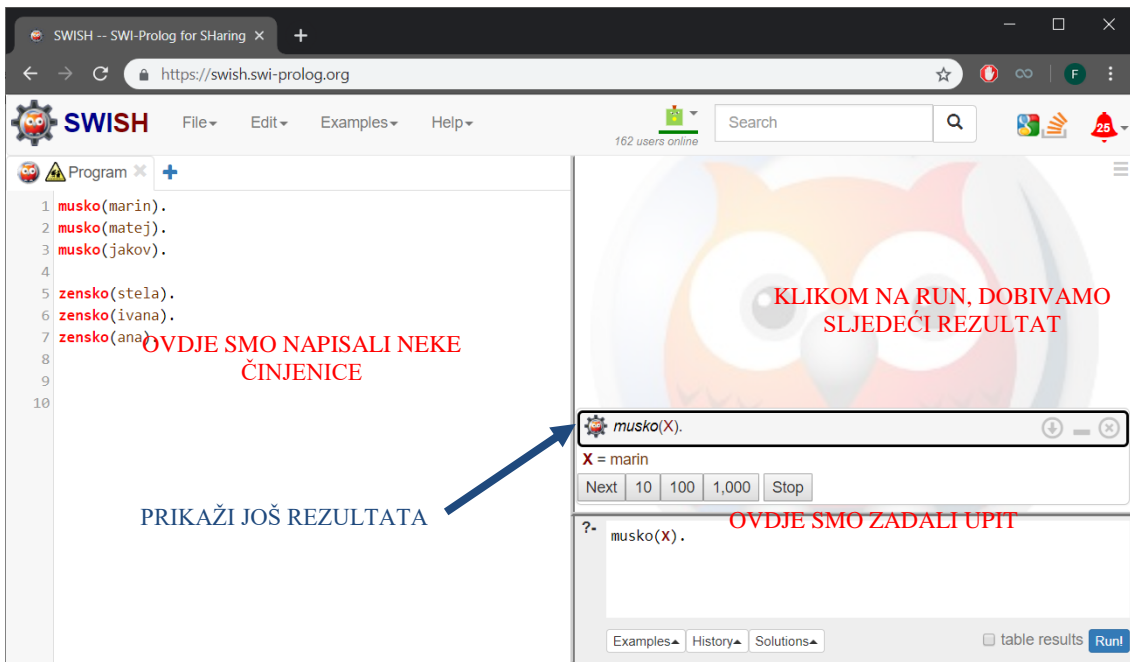 SWISH -- SWI-Prolog for SHaring
https://swish.swi-prolog.org
F
SWISH File Edit Examples Help
162 users online
Search
25
Program
1 musko(marin).
2 musko(matej).
3 musko(jakov).
4
5 zensko(stela).
6 zensko(ivana).
7 zensko(ana).
8
9
10
OVDJE SMO NAPISALI NEKE
ČINJENICE
PRIKAŽI JOŠ REZULTATA
KLIKOM NA RUN, DOBIVAMO
SLJEDEĆI REZULTAT
musko(X).
X = marin
Next 10 100 1,000 Stop
OVDJE SMO ZADALI UPIT
?- musko(X).
Examples History Solutions table results Run!